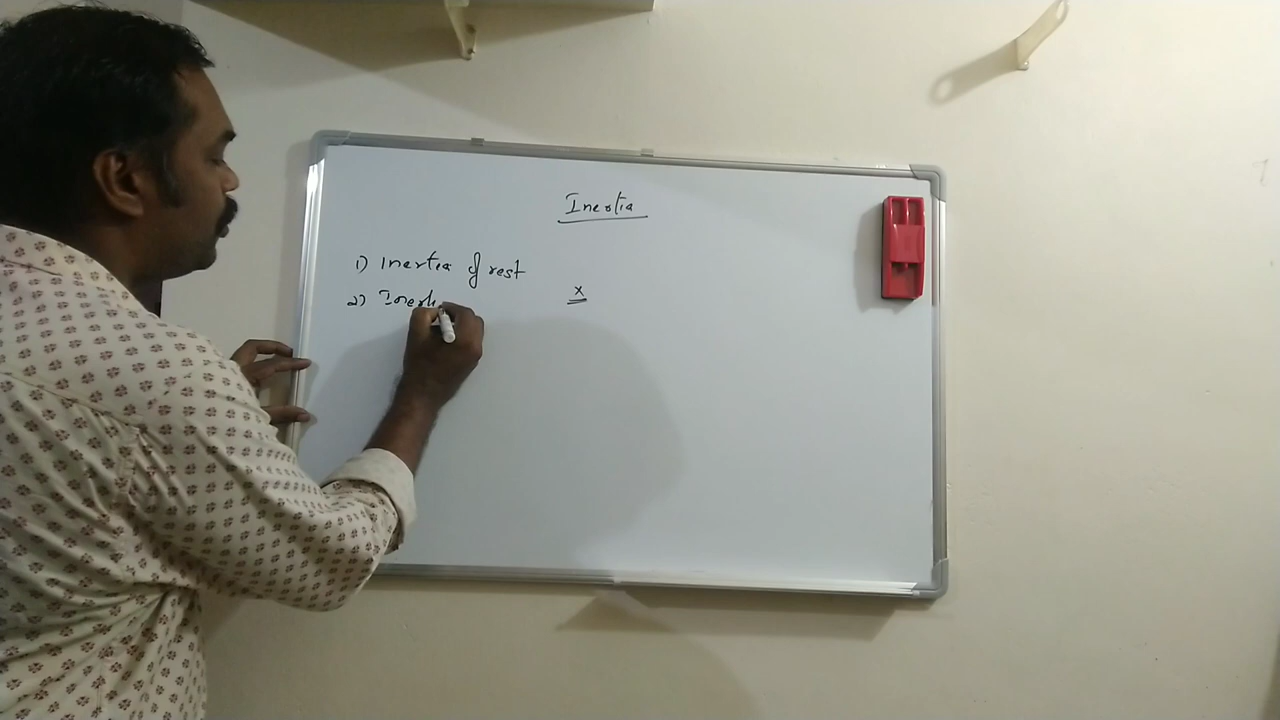 Inertia
1) Inertia of rest
2) Inerti
x